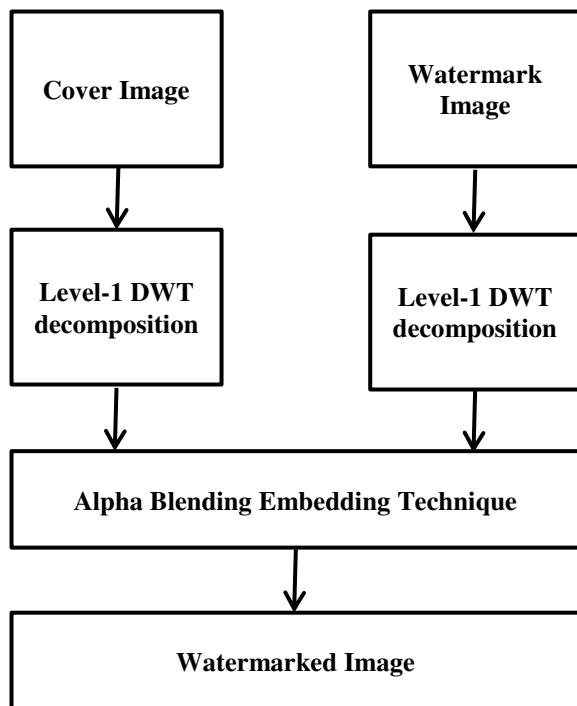 Cover Image
Watermark
Image
Level-1 DWT
decomposition
Level-1 DWT
decomposition
Alpha Blending Embedding Technique
Watermarked Image